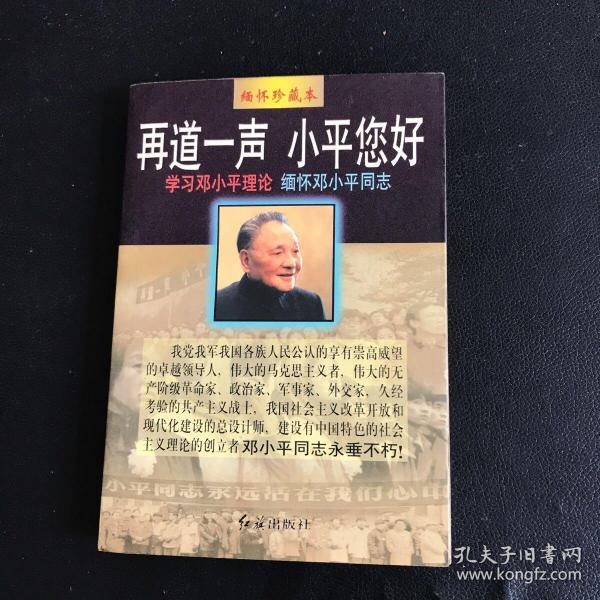 缅怀珍藏本
再道一声 小平您好
学习邓小平理论 缅怀邓小平同志
我党我军我国各族人民公认的享有崇高威望
的卓越领导人，伟大的马克思主义者，伟大的无
产阶级革命家、政治家、军事家、外交家，久经
考验的共产主义战士，我国社会主义改革开放和
现代化建设的总设计师，建设有中国特色的社会
主义理论的创立者邓小平同志永垂不朽！
小平同志永远活在我们心中
红旗出版社
孔夫子旧书网
www.kongfz.com